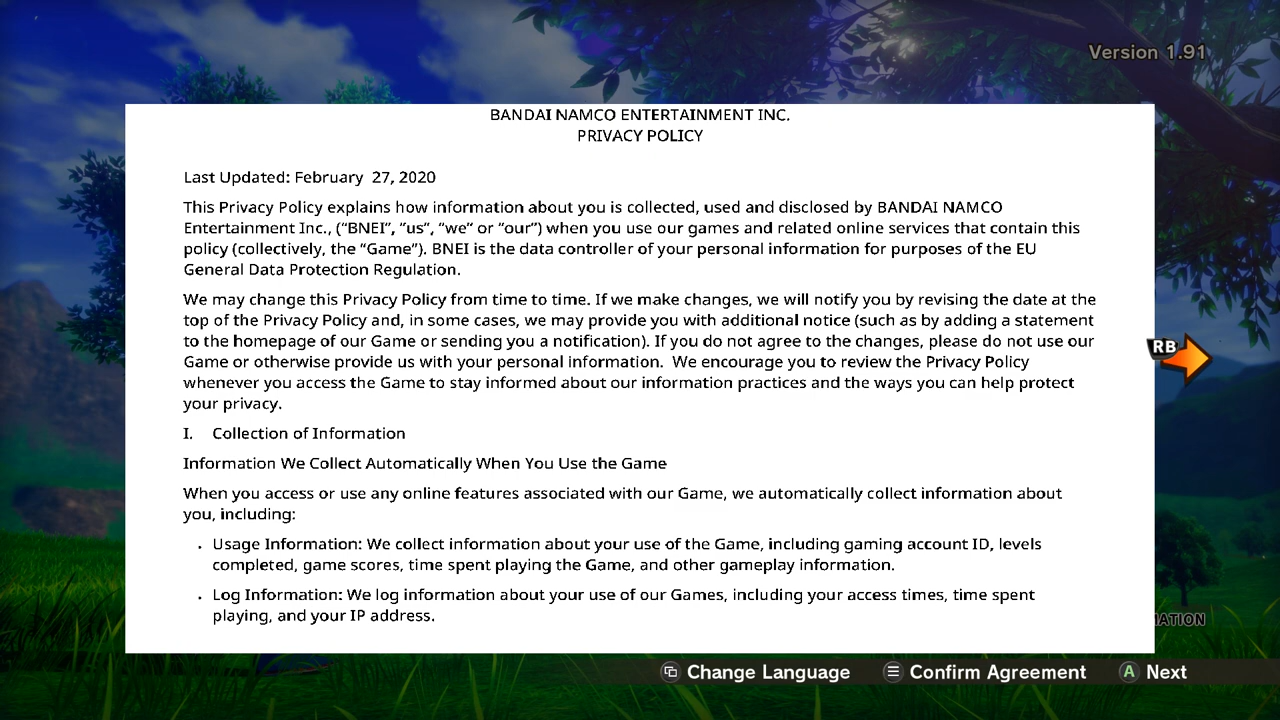 Version 1.91
BANDAI NAMCO ENTERTAINMENT INC.
PRIVACY POLICY
Last Updated: February  27, 2020
This Privacy Policy explains how information about you is collected, used and disclosed by BANDAI NAMCO
Entertainment Inc., (“BNEI”, “us”, “we” or “our”) when you use our games and related online services that contain this
policy (collectively, the “Game”). BNEI is the data controller of your personal information for purposes of the EU
General Data Protection Regulation.
We may change this Privacy Policy from time to time. If we make changes, we will notify you by revising the date at the
top of the Privacy Policy and, in some cases, we may provide you with additional notice (such as by adding a statement
to the homepage of our Game or sending you a notification). If you do not agree to the changes, please do not use our
Game or otherwise provide us with your personal information.  We encourage you to review the Privacy Policy
whenever you access the Game to stay informed about our information practices and the ways you can help protect
your privacy.
RB
I. Collection of Information
Information We Collect Automatically When You Use the Game
When you access or use any online features associated with our Game, we automatically collect information about
you, including:
• Usage Information: We collect information about your use of the Game, including gaming account ID, levels
completed, game scores, time spent playing the Game, and other gameplay information.
• Log Information: We log information about your use of our Games, including your access times, time spent
playing, and your IP address.
Change Language Confirm Agreement A Next